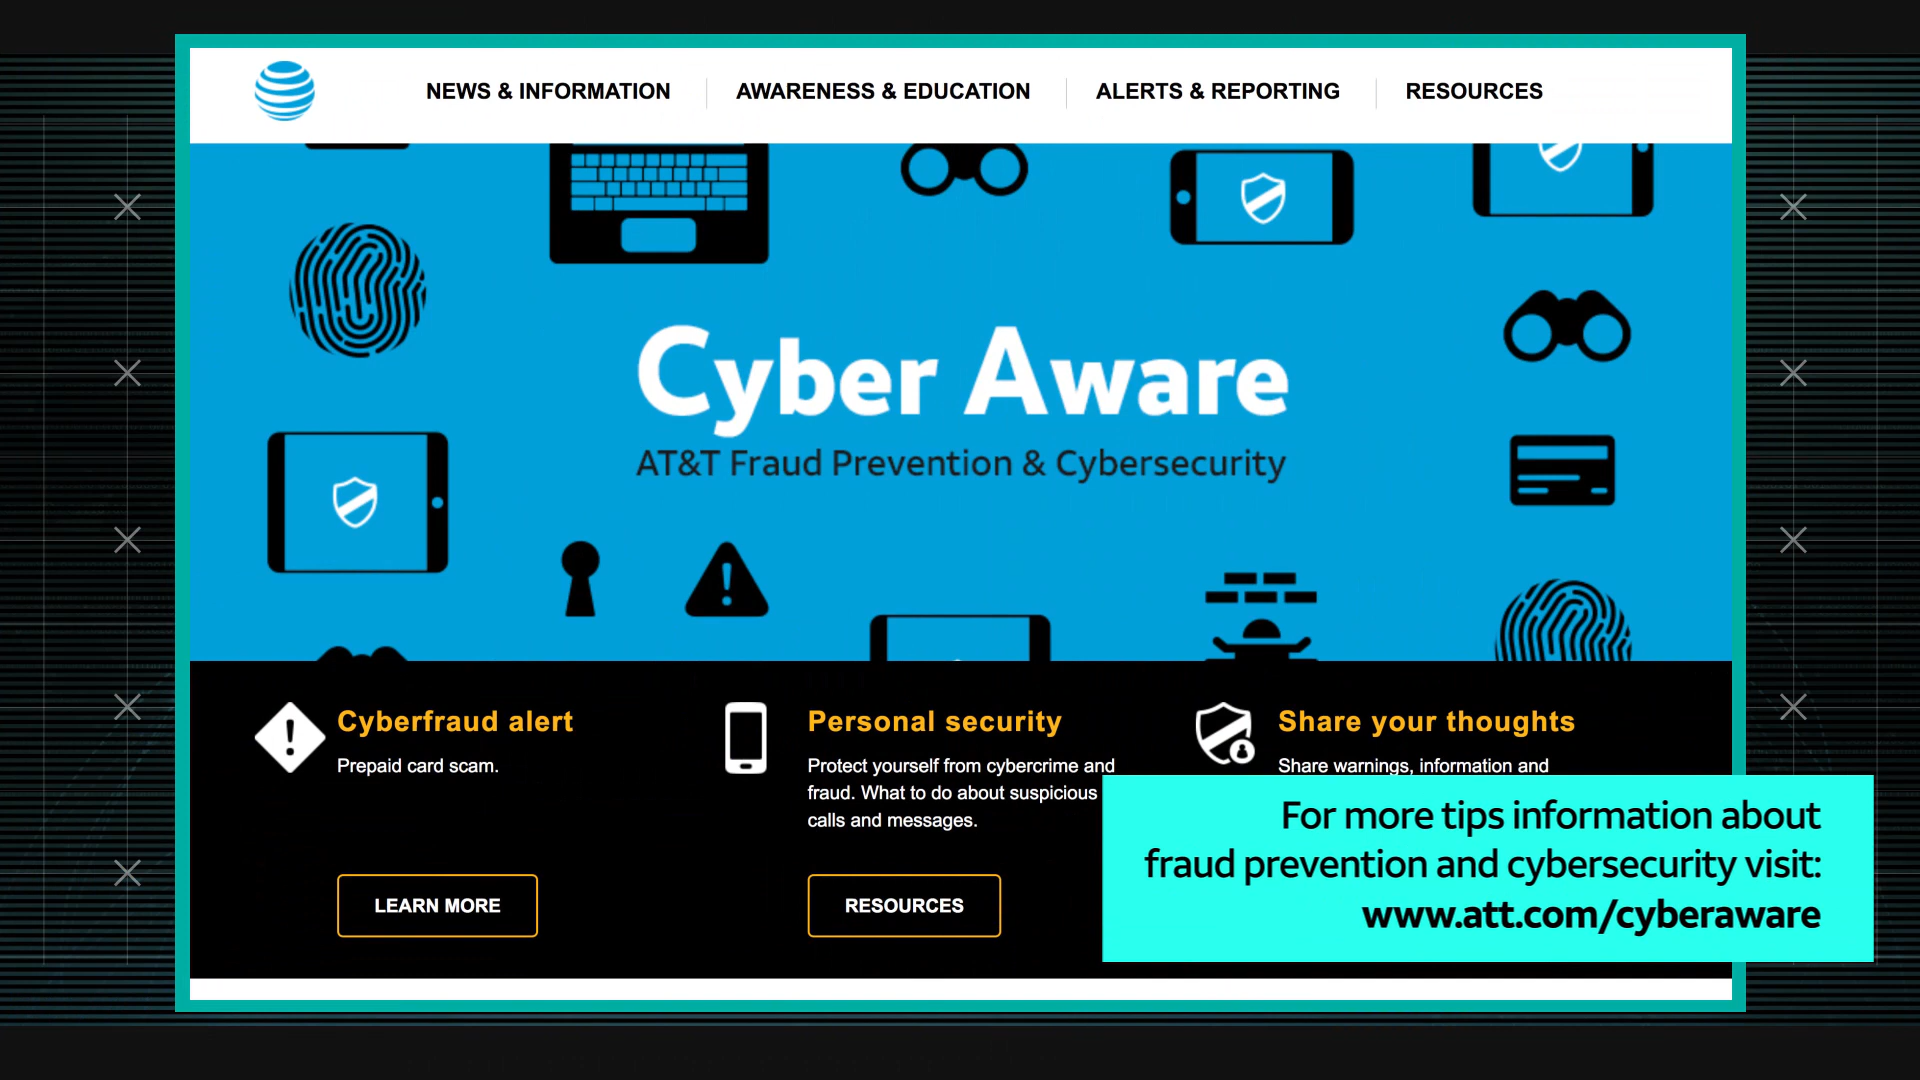 NEWS & INFORMATION
AWARENESS & EDUCATION
ALERTS & REPORTING
RESOURCES
Cyber Aware
AT&T Fraud Prevention & Cybersecurity
Cyberfraud alert
Prepaid card scam.
LEARN MORE
Personal security
Protect yourself from cybercrime and
fraud. What to do about suspicious
calls and messages.
RESOURCES
Share your thoughts
Share warnings, information and
For more tips information about
fraud prevention and cybersecurity visit:
www.att.com/cyberaware